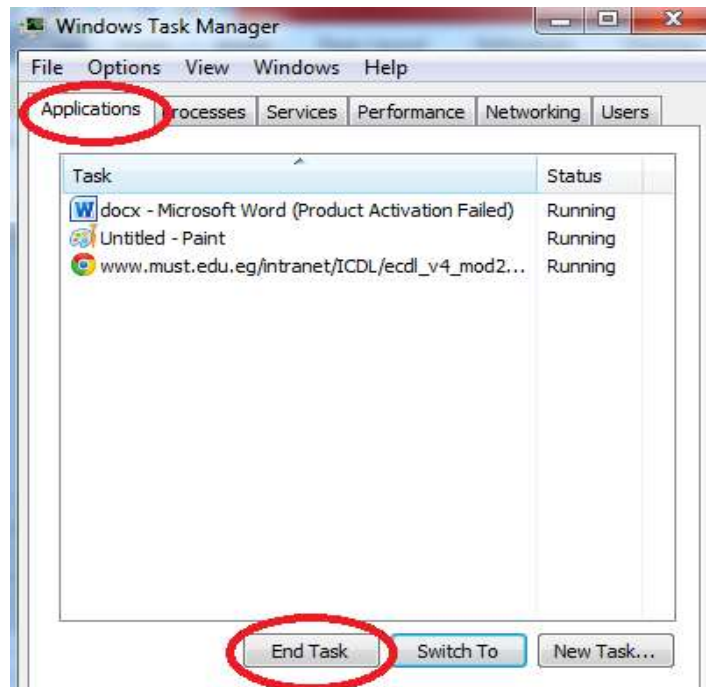 Windows Task Manager
File Options View Windows Help
Applications Processes Services Performance Networking Users
Task Status
docx - Microsoft Word (Product Activation Failed) Running
Untitled - Paint Running
www.must.edu.eg/intranet/ICDL/ecdl_v4_mod2... Running
End Task Switch To New Task...